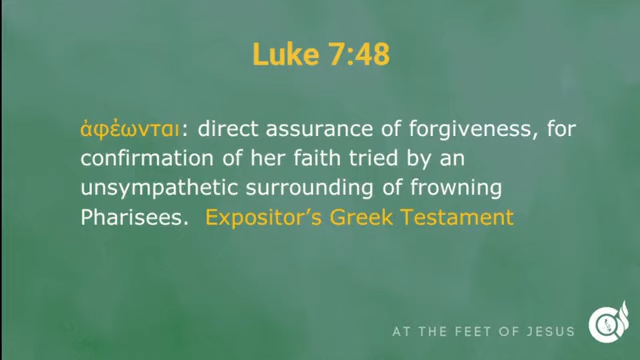 Luke 7:48
ἀφέωνται: direct assurance of forgiveness, for
confirmation of her faith tried by an
unsympathetic surrounding of frowning
Pharisees.  Expositor’s Greek Testament
AT THE FEET OF JESUS